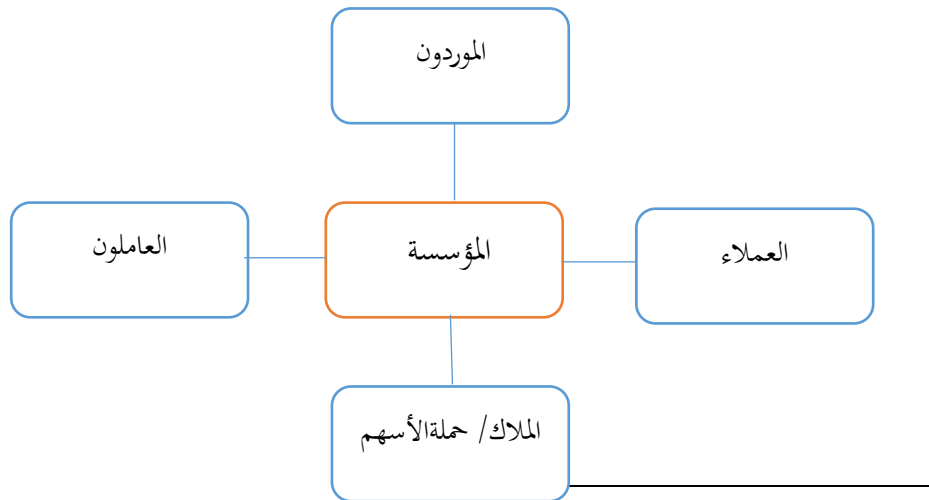 الموردون
العملاء
المؤسسة
العاملون
الملاك/ حملةالأسهم